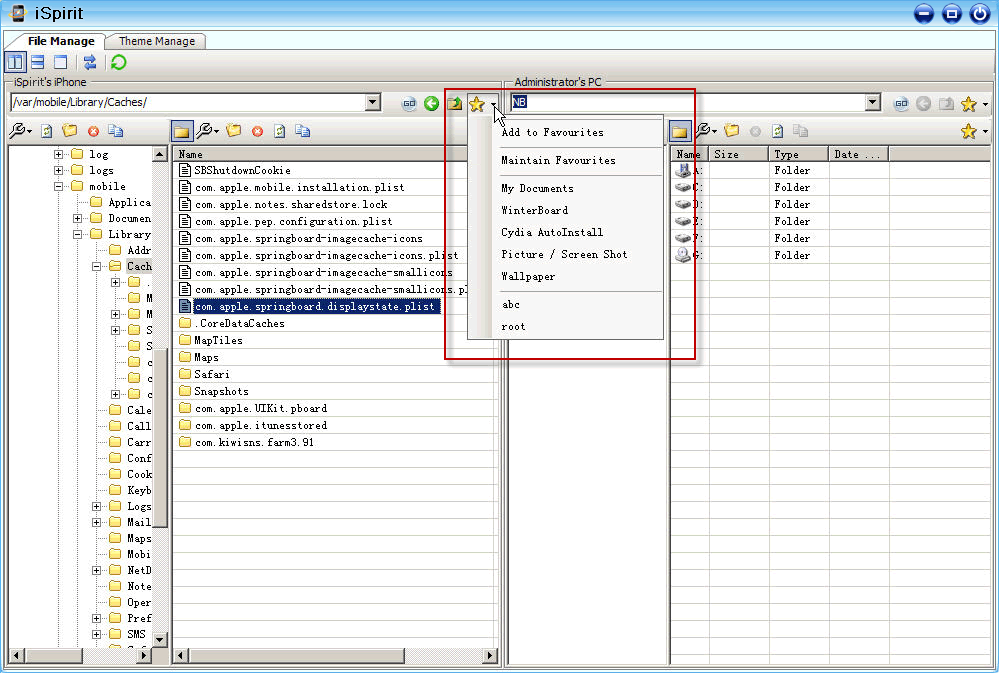 iSpirit
File Manage
Theme Manage
iSpirit's iPhone
Administrator's PC
/var/mobile/Library/Caches/
GO
NB
GO
log
logs
mobile
Applica
Documen
Library
Addr
Cach
.
M
M
S
S
c
c
c
Cale
Call
Carr
Conf
Cook
Keyb
Logs
Mail
Maps
Mobi
NetD
Note
Oper
Pref
SMS
Name
SBShutdownCookie
com.apple.mobile.installation.plist
com.apple.notes.sharedstore.lock
com.apple.pep.configuration.plist
com.apple.springboard-imagecache-icons
com.apple.springboard-imagecache-icons.plist
com.apple.springboard-imagecache-smallicons
com.apple.springboard-imagecache-smallicons.pl
com.apple.springboard.displaystate.plist
.CoreDataCaches
MapTiles
Maps
Safari
Snapshots
com.apple.UIKit.pboard
com.apple.itunesstored
com.kiwisns.farm3.91
Add to Favourites
Maintain Favourites
My Documents
WinterBoard
Cydia AutoInstall
Picture / Screen Shot
Wallpaper
abc
root
Name Size Type Date ...
A: Folder
C: Folder
D: Folder
E: Folder
F: Folder
G: Folder